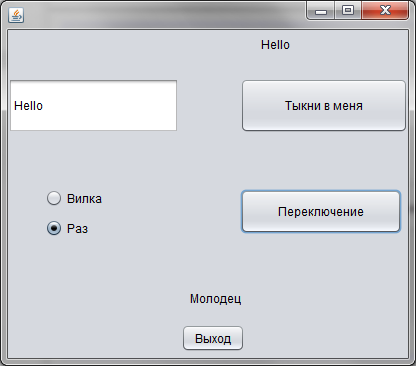 Hello
Hello
Тыкни в меня
Вилка
Раз
Переключение
Молодец
Выход